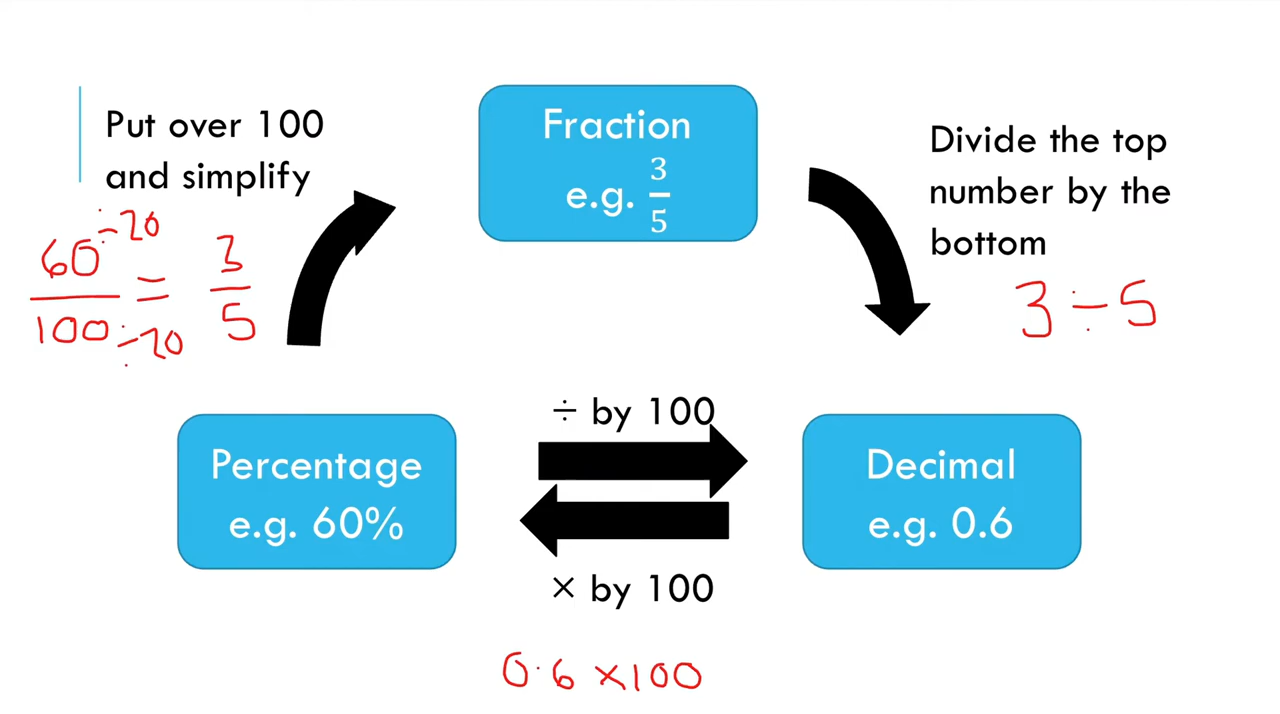 Put over 100
and simplify
60 ÷20
100 ÷20
= 3
5
Fraction
e.g. 3/5
Divide the top
number by the
bottom
3 ÷ 5
÷ by 100
Percentage
e.g. 60%
Decimal
e.g. 0.6
× by 100
0.6 ×100